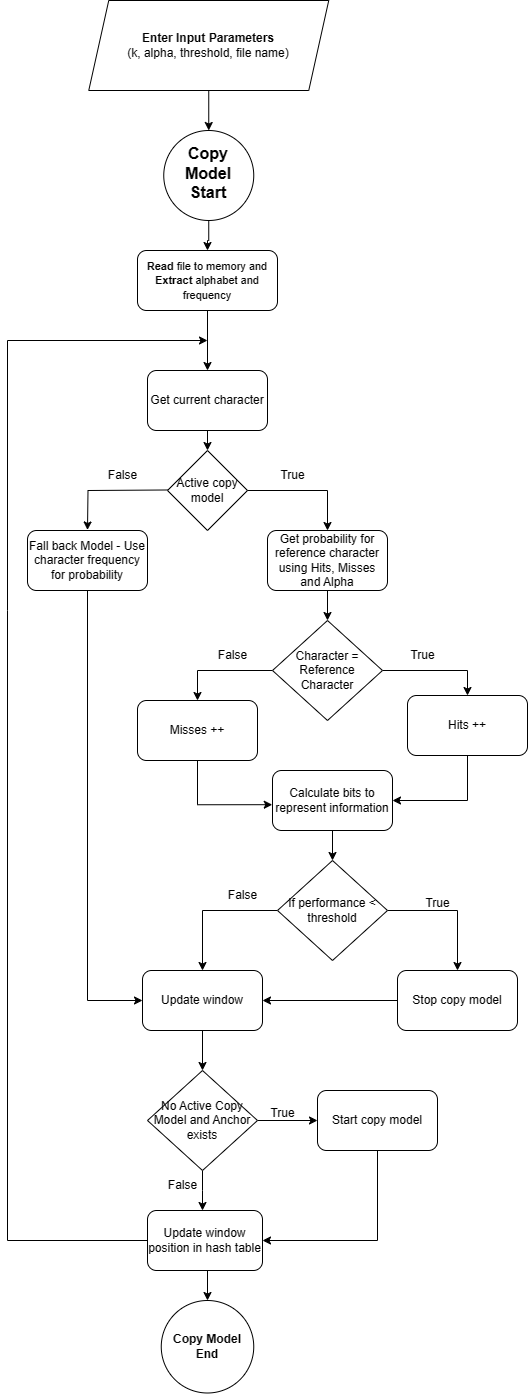 Enter Input Parameters
(k, alpha, threshold, file name)
Copy
Model
Start
Read file to memory and
Extract alphabet and
frequency
Get current character
Active copy
model
False
True
Fall back Model - Use
character frequency
for probability
Get probability for
reference character
using Hits, Misses
and Alpha
Character =
Reference
Character
False
True
Misses ++
Hits ++
Calculate bits to
represent information
If performance <
threshold
False
True
Update window
Stop copy model
No Active Copy
Model and Anchor
exists
True
Start copy model
False
Update window
position in hash table
Copy Model
End